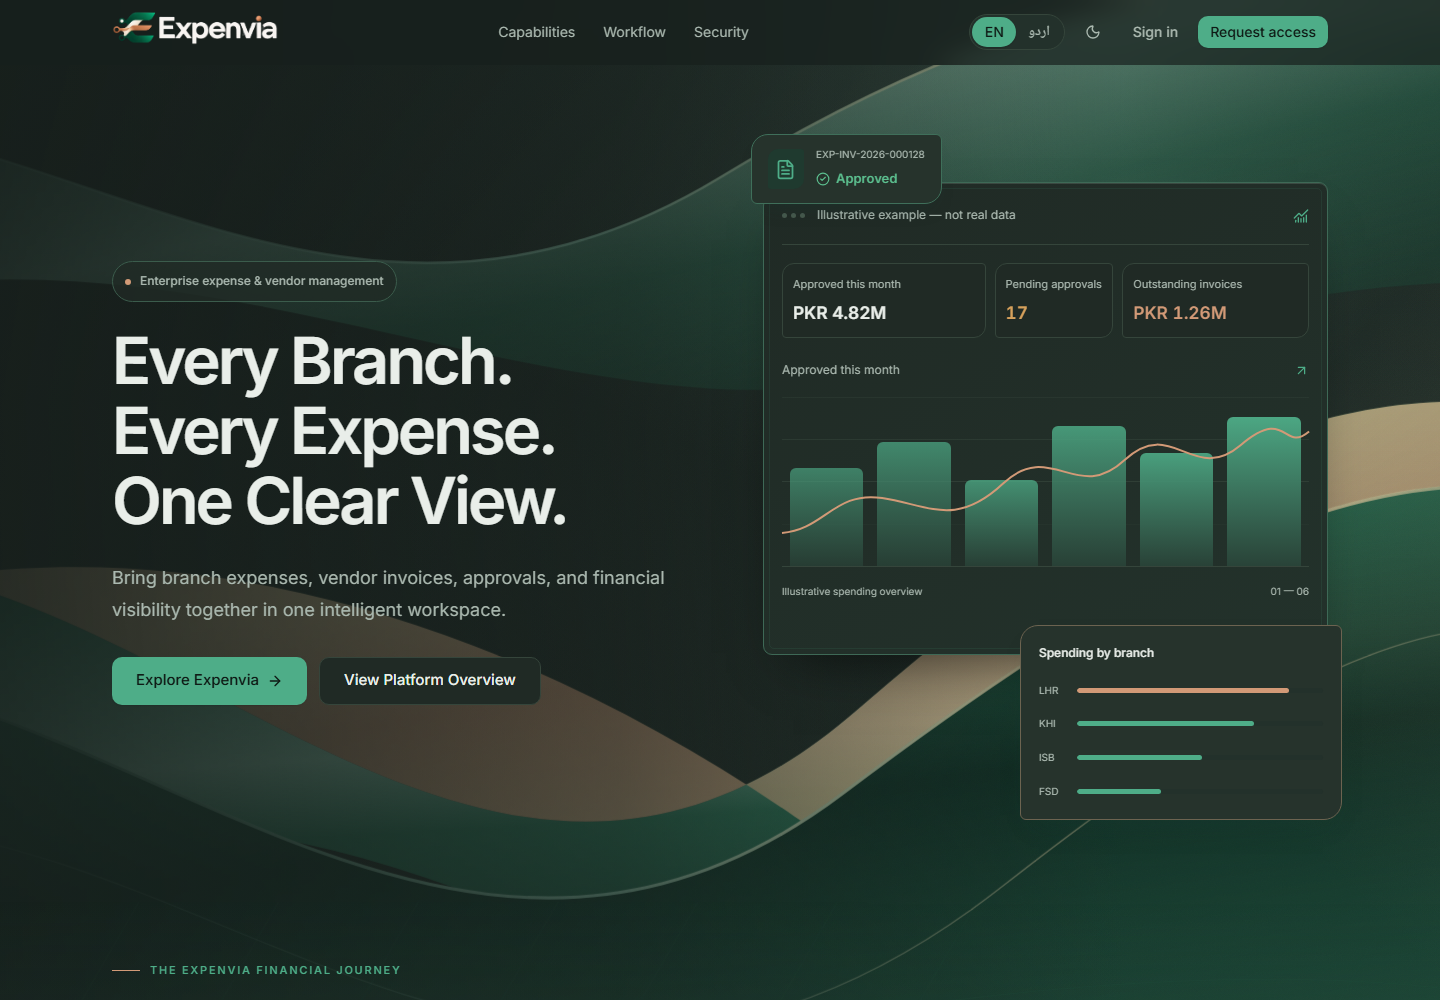 Expenvia
Capabilities
Workflow
Security
EN
اردو
Sign in
Request access
EXP-INV-2026-000128
Approved
Illustrative example — not real data
Enterprise expense & vendor management
Every Branch.
Every Expense.
One Clear View.
Bring branch expenses, vendor invoices, approvals, and financial
visibility together in one intelligent workspace.
Explore Expenvia
View Platform Overview
Approved this month
PKR 4.82M
Pending approvals
17
Outstanding invoices
PKR 1.26M
Approved this month
Illustrative spending overview
01 — 06
Spending by branch
LHR
KHI
ISB
FSD
THE EXPENVIA FINANCIAL JOURNEY